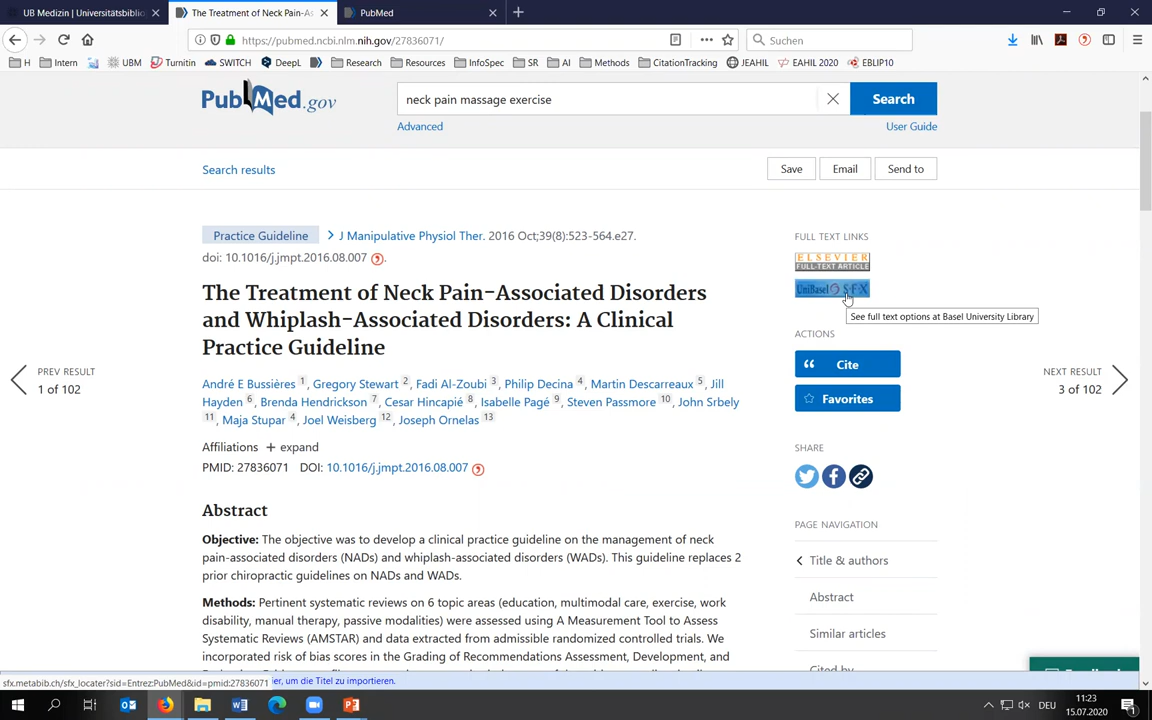 UB Medizin | Universitätsbiblio
The Treatment of Neck Pain-As
PubMed
https://pubmed.ncbi.nlm.nih.gov/27836071/
Suchen
H
Intern
UBM
Turnitin
SWITCH
DeepL
Research
Resources
InfoSpec
SR
AI
Methods
CitationTracking
JEAHIL
EAHIL 2020
EBLIP10
PubMed.gov
neck pain massage exercise
Search
Advanced
User Guide
Search results
Save
Email
Send to
Practice Guideline
J Manipulative Physiol Ther. 2016 Oct;39(8):523-564.e27.
doi: 10.1016/j.jmpt.2016.08.007
The Treatment of Neck Pain-Associated Disorders
and Whiplash-Associated Disorders: A Clinical
Practice Guideline
André E Bussières 1, Gregory Stewart 2, Fadi Al-Zoubi 3, Philip Decina 4, Martin Descarreaux 5, Jill
Hayden 6, Brenda Hendrickson 7, Cesar Hincapié 8, Isabelle Pagé 9, Steven Passmore 10, John Srbely
11, Maja Stupar 4, Joel Weisberg 12, Joseph Ornelas 13
Affiliations + expand
PMID: 27836071 DOI: 10.1016/j.jmpt.2016.08.007
Abstract
Objective: The objective was to develop a clinical practice guideline on the management of neck
pain-associated disorders (NADs) and whiplash-associated disorders (WADs). This guideline replaces 2
prior chiropractic guidelines on NADs and WADs.
Methods: Pertinent systematic reviews on 6 topic areas (education, multimodal care, exercise, work
disability, manual therapy, passive modalities) were assessed using A Measurement Tool to Assess
Systematic Reviews (AMSTAR) and data extracted from admissible randomized controlled trials. We
incorporated risk of bias scores in the Grading of Recommendations Assessment, Development, and
PREV RESULT
1 of 102
NEXT RESULT
3 of 102
FULL TEXT LINKS
ELSEVIER
FULL-TEXT ARTICLE
UniBasel S·F·X
See full text options at Basel University Library
ACTIONS
Cite
Favorites
SHARE
PAGE NAVIGATION
Title & authors
Abstract
Similar articles
Cited by
sfx.metabib.ch/sfx_locater?sid=Entrez:PubMed&id=pmid:27836071
ier, um die Titel zu importieren.
DEU
11:23
15.07.2020